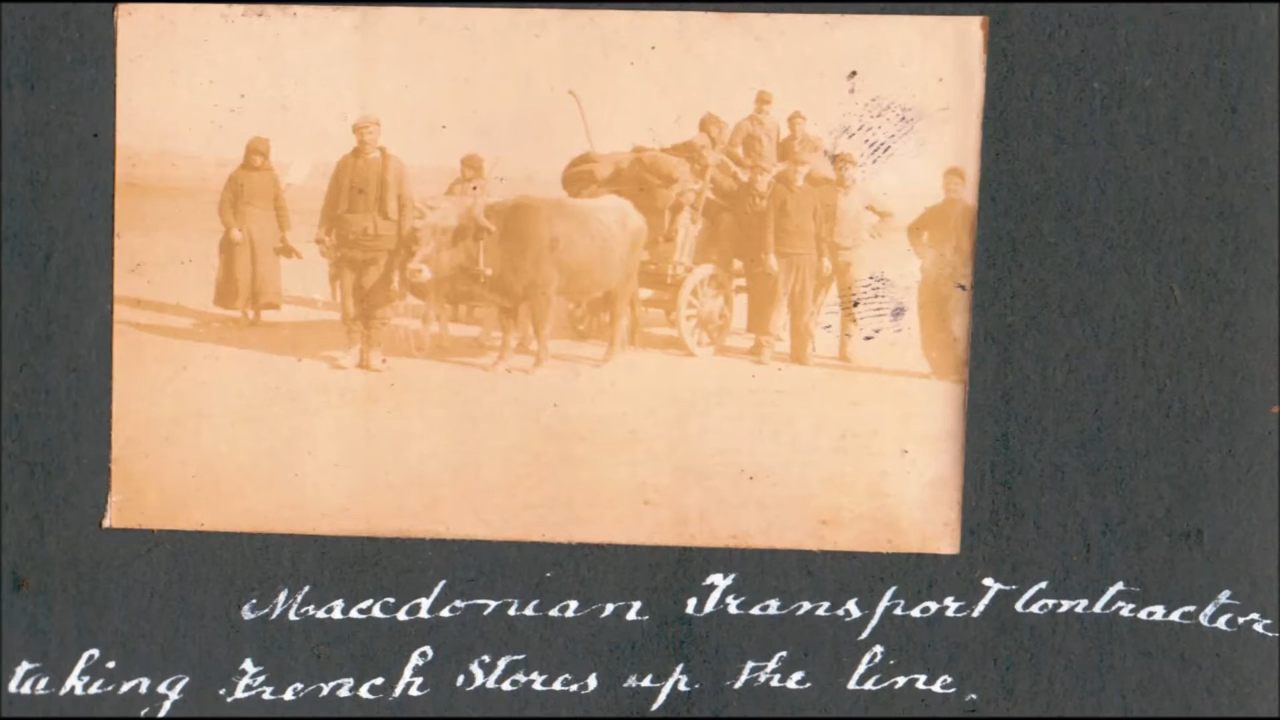 Macedonian Transport Contractor
taking French Stores up the line.